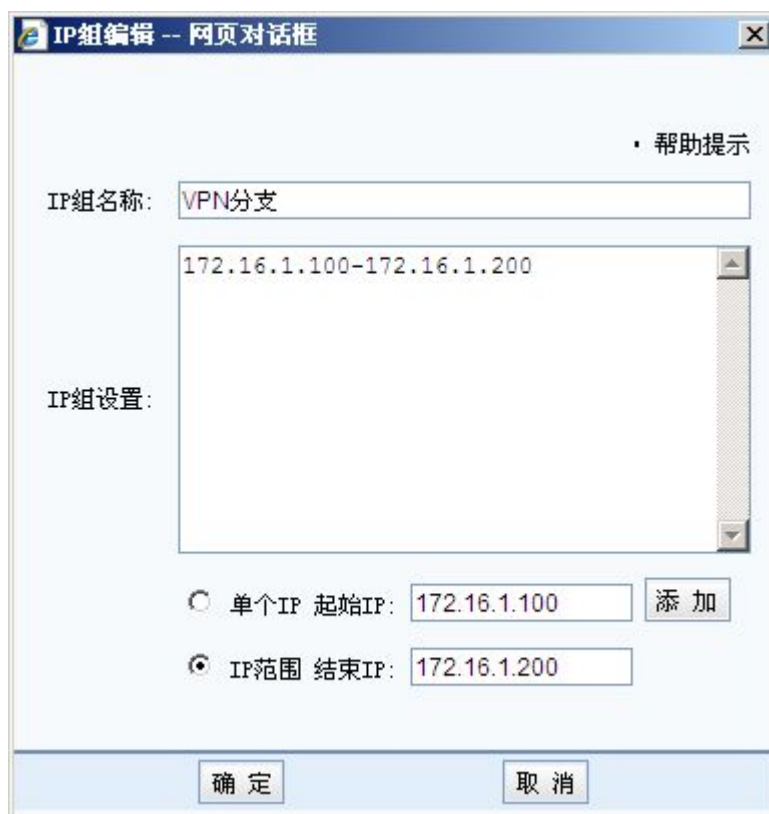 IP组编辑 -- 网页对话框
· 帮助提示
IP组名称: VPN分支
172.16.1.100-172.16.1.200
IP组设置:
单个IP 起始IP: 172.16.1.100 添 加
IP范围 结束IP: 172.16.1.200
确 定 取 消